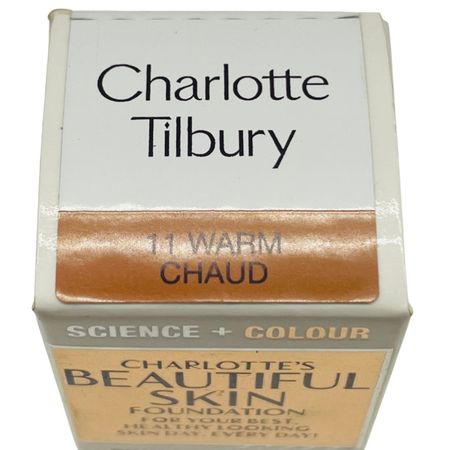 Charlotte
Tilbury
11 WARM
CHAUD
SCIENCE + COLOUR
CHARLOTTE'S
BEAUTIFUL
SKIN
FOUNDATION
FOR YOUR BEST,
HEALTHY LOOKING
SKIN DAY, EVERY DAY!